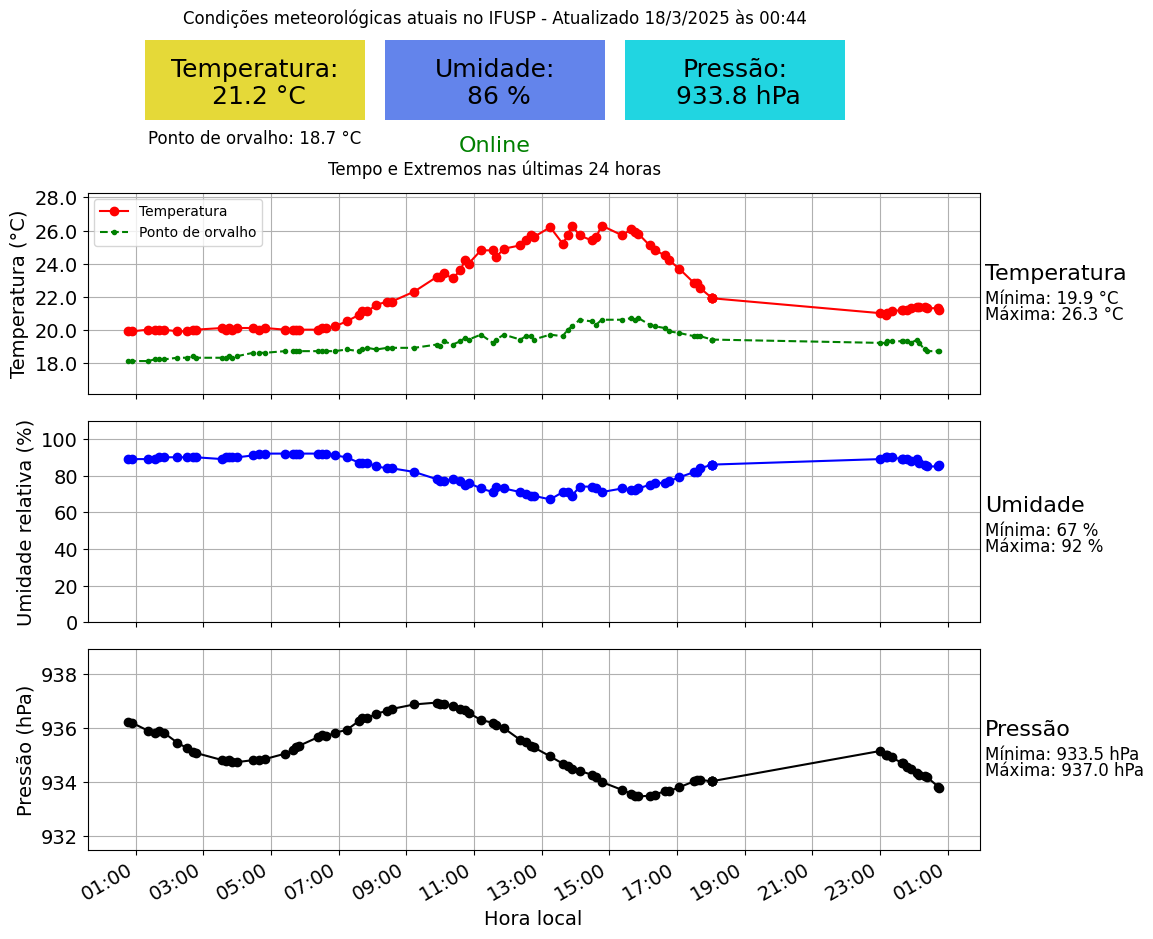 Condições meteorológicas atuais no IFUSP - Atualizado 18/3/2025 às 00:44
Temperatura:
21.2 °C
Umidade:
86 %
Pressão:
933.8 hPa
Ponto de orvalho: 18.7 °C
Online
Tempo e Extremos nas últimas 24 horas
Temperatura (°C)
28.0
26.0
24.0
22.0
20.0
18.0
Temperatura
Ponto de orvalho
Temperatura
Mínima: 19.9 °C
Máxima: 26.3 °C
Umidade relativa (%)
100
80
60
40
20
0
Umidade
Mínima: 67 %
Máxima: 92 %
Pressão (hPa)
938
936
934
932
Pressão
Mínima: 933.5 hPa
Máxima: 937.0 hPa
01:00 03:00 05:00 07:00 09:00 11:00 13:00 15:00 17:00 19:00 21:00 23:00 01:00
Hora local